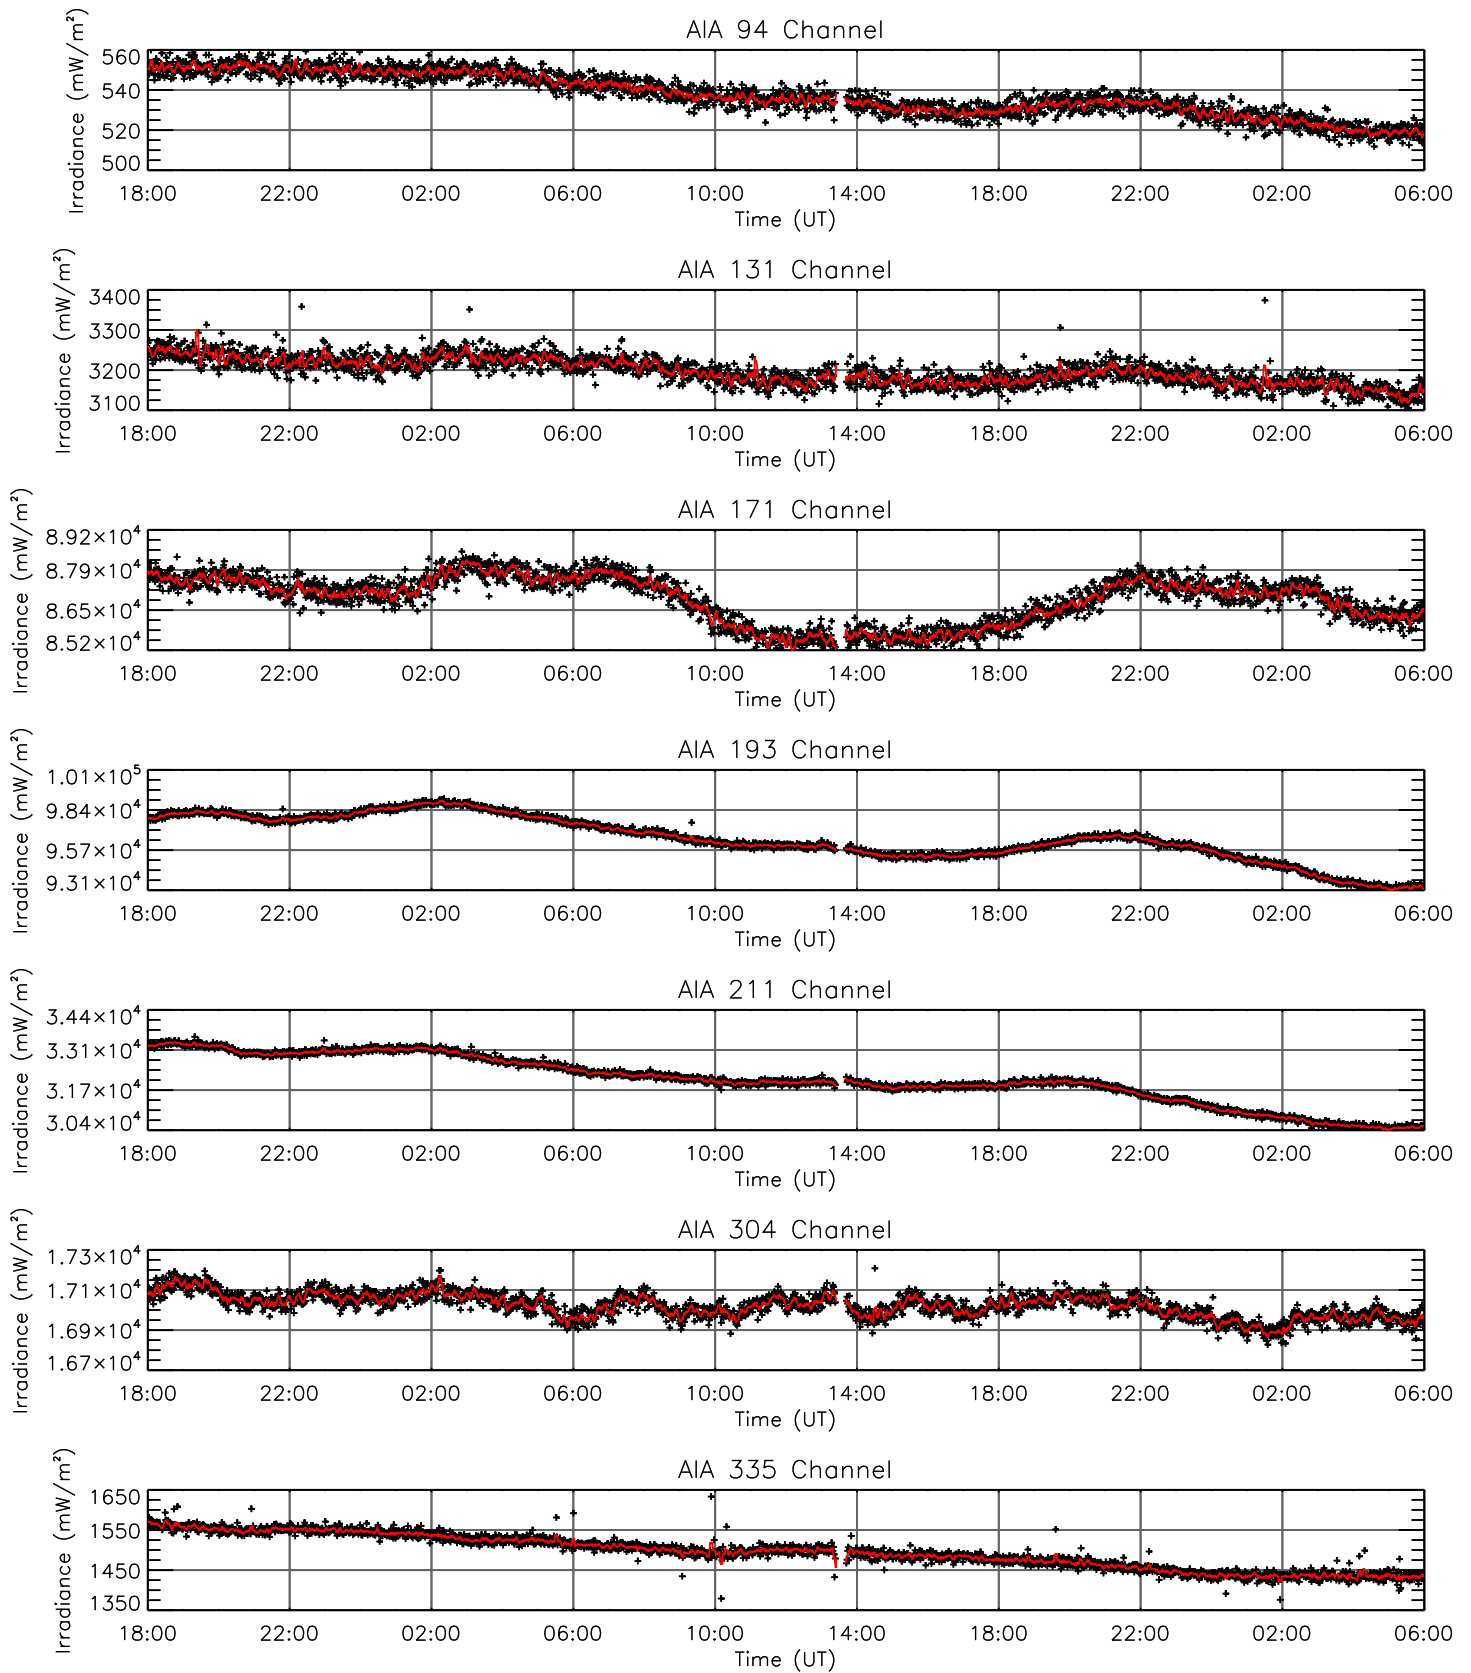 AIA 94 Channel
Irradiance (mW/m²)
560
540
520
500
18:00 22:00 02:00 06:00 10:00 14:00 18:00 22:00 02:00 06:00
Time (UT)
AIA 131 Channel
Irradiance (mW/m²)
3400
3300
3200
3100
18:00 22:00 02:00 06:00 10:00 14:00 18:00 22:00 02:00 06:00
Time (UT)
AIA 171 Channel
Irradiance (mW/m²)
8.92×10⁴
8.79×10⁴
8.65×10⁴
8.52×10⁴
18:00 22:00 02:00 06:00 10:00 14:00 18:00 22:00 02:00 06:00
Time (UT)
AIA 193 Channel
Irradiance (mW/m²)
1.01×10⁵
9.84×10⁴
9.57×10⁴
9.31×10⁴
18:00 22:00 02:00 06:00 10:00 14:00 18:00 22:00 02:00 06:00
Time (UT)
AIA 211 Channel
Irradiance (mW/m²)
3.44×10⁴
3.31×10⁴
3.17×10⁴
3.04×10⁴
18:00 22:00 02:00 06:00 10:00 14:00 18:00 22:00 02:00 06:00
Time (UT)
AIA 304 Channel
Irradiance (mW/m²)
1.73×10⁴
1.71×10⁴
1.69×10⁴
1.67×10⁴
18:00 22:00 02:00 06:00 10:00 14:00 18:00 22:00 02:00 06:00
Time (UT)
AIA 335 Channel
Irradiance (mW/m²)
1650
1550
1450
1350
18:00 22:00 02:00 06:00 10:00 14:00 18:00 22:00 02:00 06:00
Time (UT)